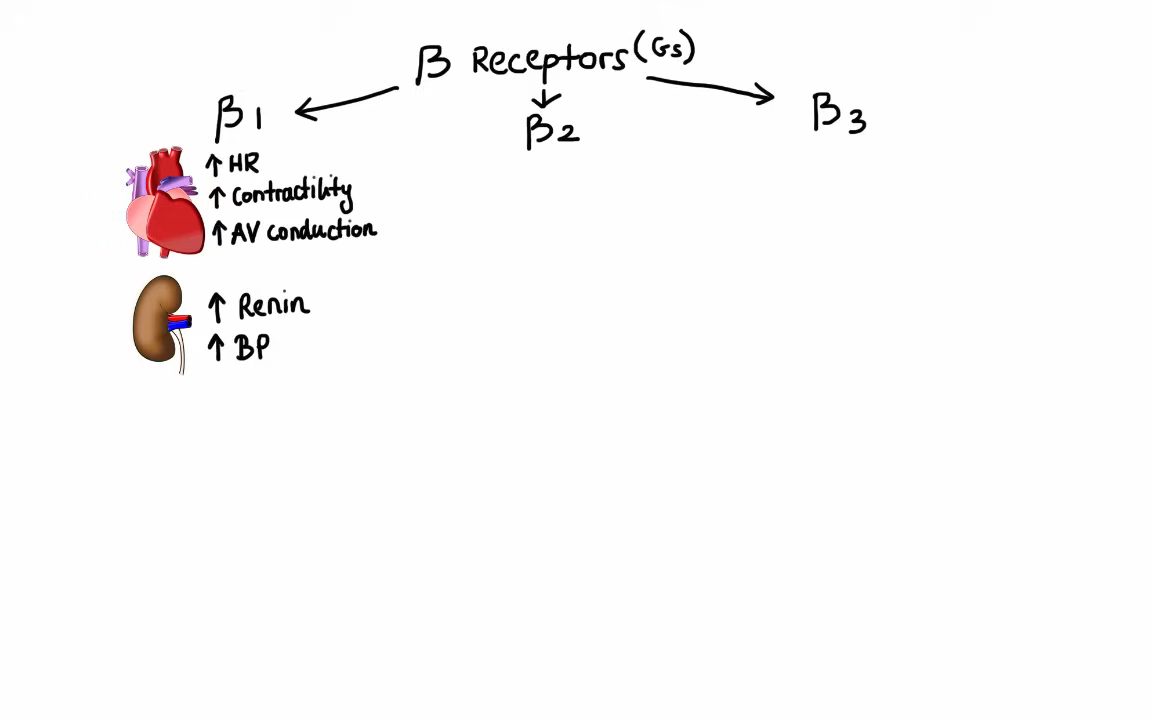 β Receptors (Gs)
β1
β2
β3
↑ HR
↑ Contractility
↑ AV conduction
↑ Renin
↑ BP